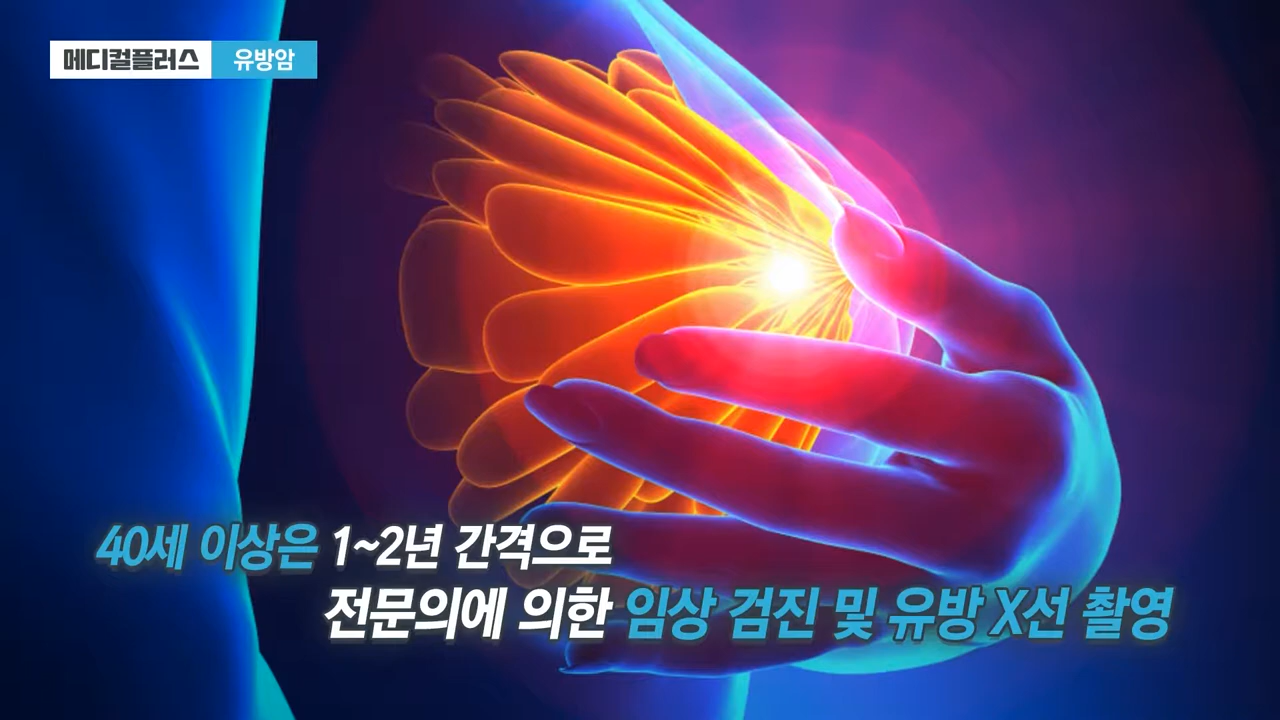 메디컬플러스 유방암
40세 이상은 1~2년 간격으로
전문의에 의한 임상 검진 및 유방 X선 촬영